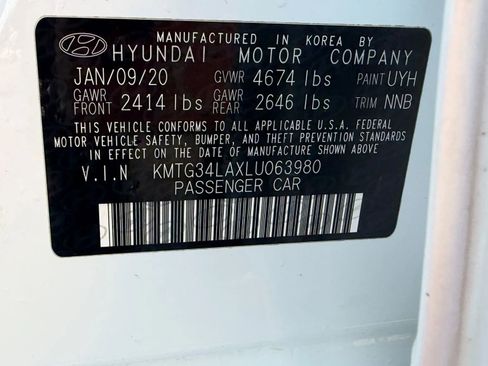 MANUFACTURED IN KOREA BY
HYUNDAI MOTOR COMPANY
JAN/09/20 GVWR 4674 lbs PAINT UYH
GAWR FRONT 2414 lbs GAWR REAR 2646 lbs TRIM NNB
THIS VEHICLE CONFORMS TO ALL APPLICABLE U.S.A. FEDERAL
MOTOR VEHICLE SAFETY, BUMPER, AND THEFT PREVENTION STANDARDS
IN EFFECT ON THE DATE OF MANUFACTURE SHOWN ABOVE
V.I.N KMTG34LAXLU063980
PASSENGER CAR